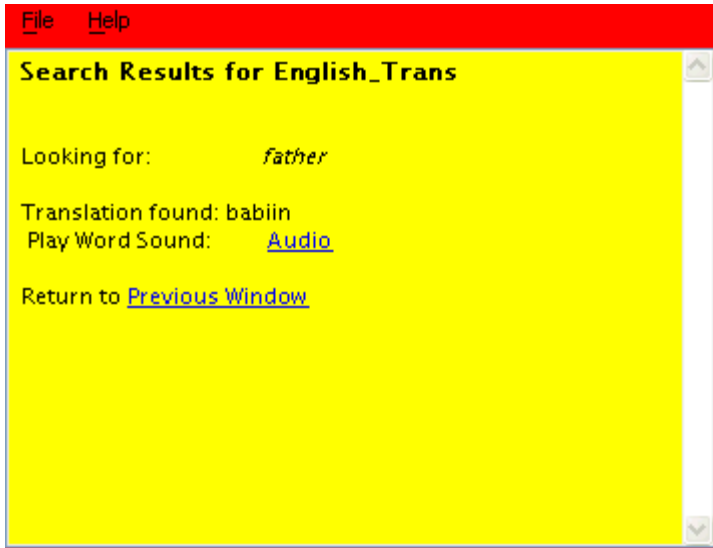 File Help
Search Results for English_Trans
Looking for: father
Translation found: babiin
Play Word Sound: Audio
Return to Previous Window